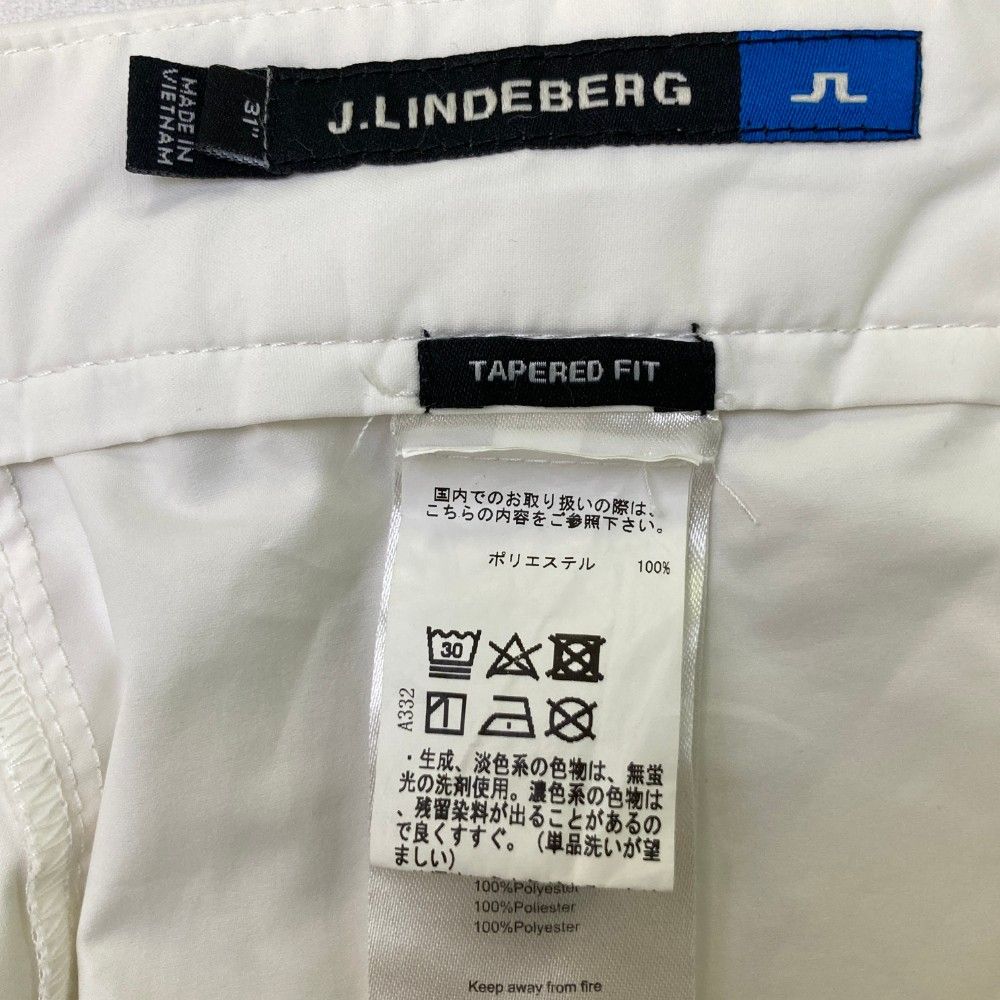 MADE IN
VIETNAM
31"
J.LINDEBERG
TAPERED FIT
国内でのお取り扱いの際は、
こちらの内容をご参照下さい。
ポリエステル 100%
30
A332
・生成、淡色系の色物は、無蛍
光の洗剤使用。濃色系の色物は
、残留染料が出ることがあるの
で良くすすぐ。（単品洗いが望
ましい）
100%Polyester
100%Poliester
100%Polyester
Keep away from fire